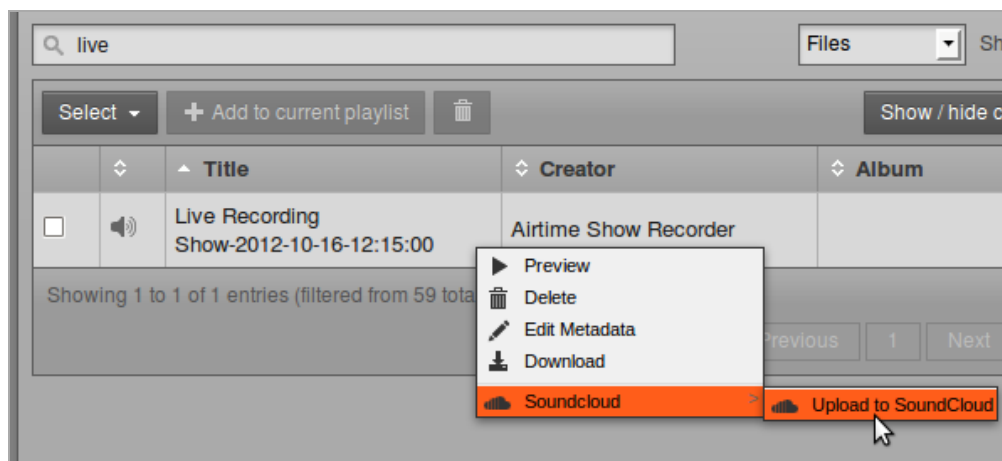 live
Files
Sh
Select
Add to current playlist
Show / hide c
Title
Creator
Album
Live Recording
Show-2012-10-16-12:15:00
Airtime Show Recorder
Showing 1 to 1 of 1 entries (filtered from 59 tota
Preview
Delete
Edit Metadata
Download
Previous
1
Next
Soundcloud
Upload to SoundCloud